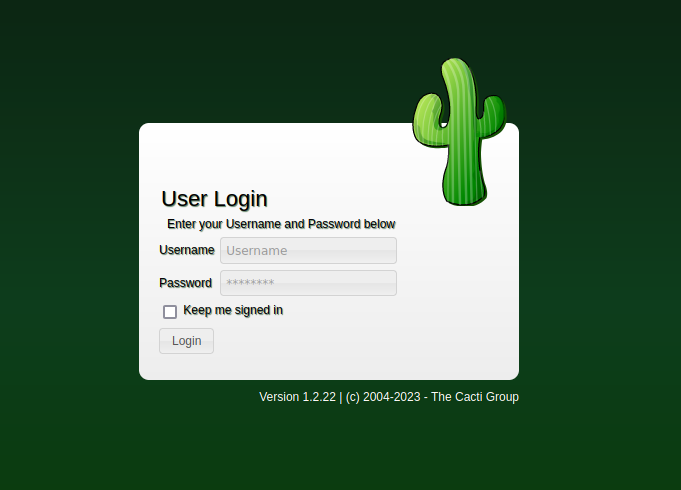 User Login
Enter your Username and Password below
Username Username
Password ********
Keep me signed in
Login
Version 1.2.22 | (c) 2004-2023 - The Cacti Group